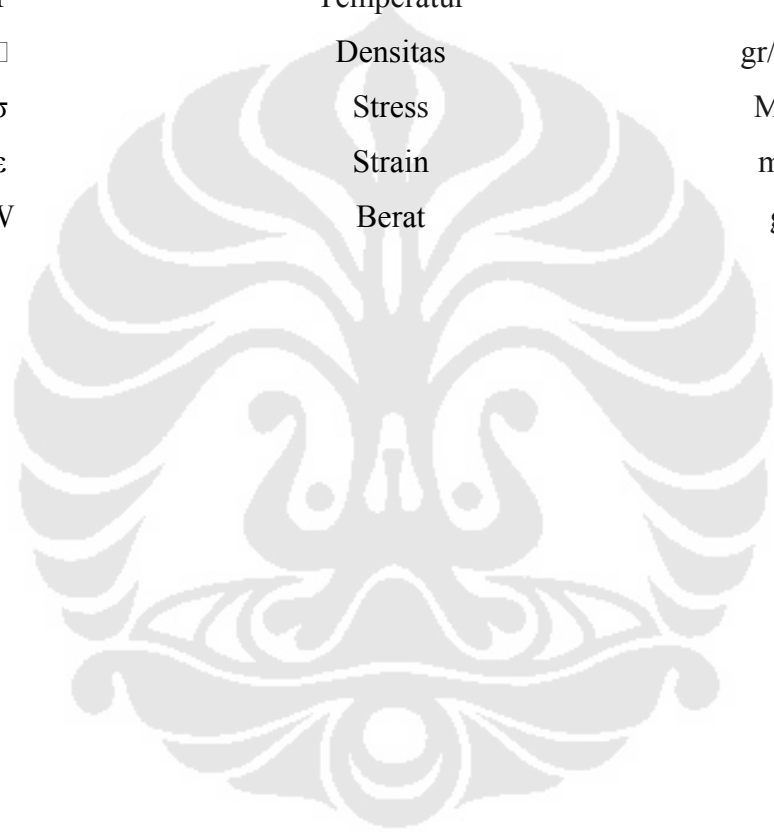 Temperatur
Densitas gr/
σ Stress M
ε Strain m
W Berat g